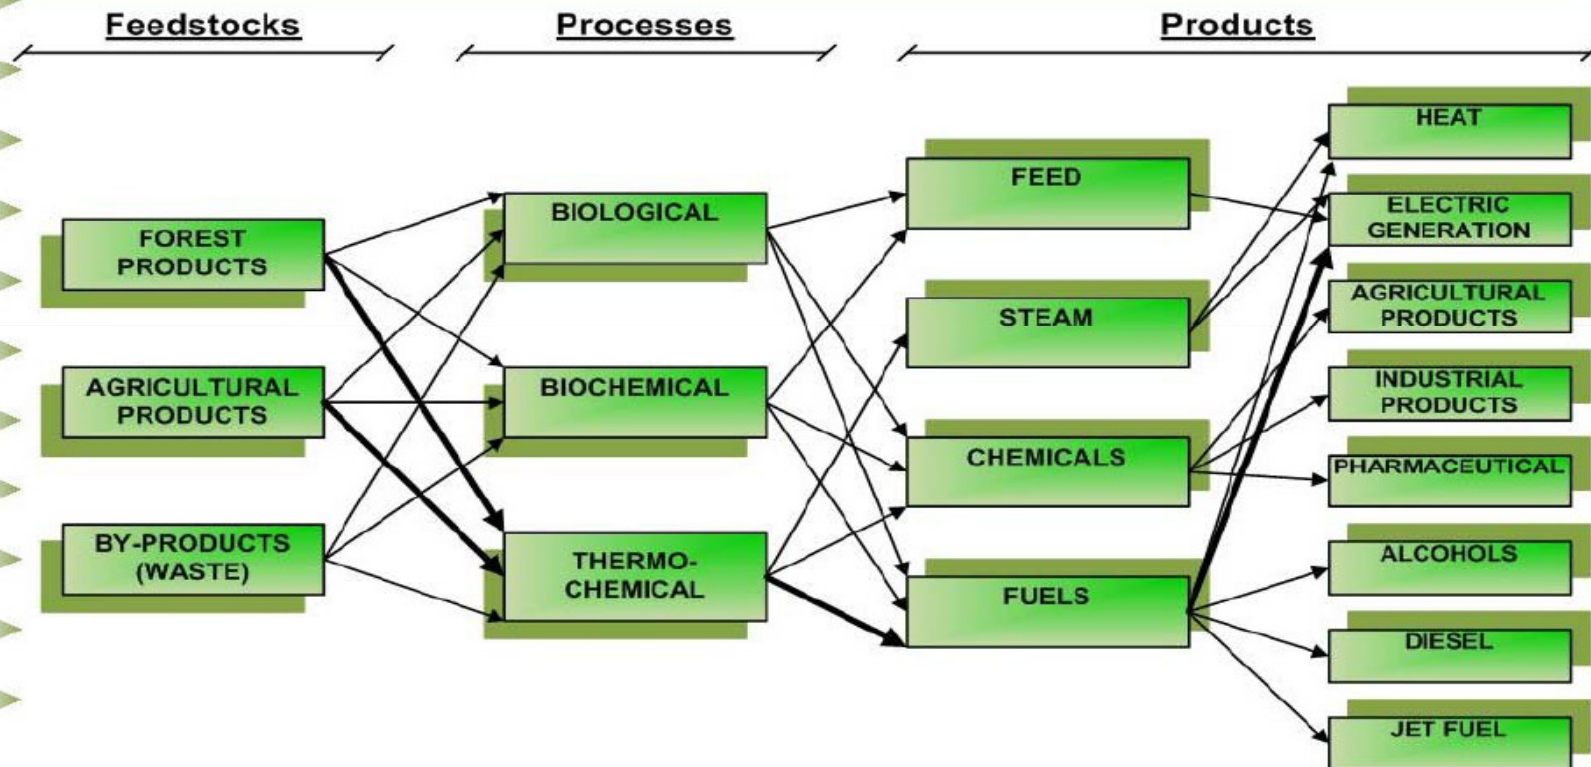 Feedstocks
Processes
Products
FOREST
PRODUCTS
AGRICULTURAL
PRODUCTS
BY-PRODUCTS
(WASTE)
BIOLOGICAL
BIOCHEMICAL
THERMO-
CHEMICAL
FEED
STEAM
CHEMICALS
FUELS
HEAT
ELECTRIC
GENERATION
AGRICULTURAL
PRODUCTS
INDUSTRIAL
PRODUCTS
PHARMACEUTICAL
ALCOHOLS
DIESEL
JET FUEL